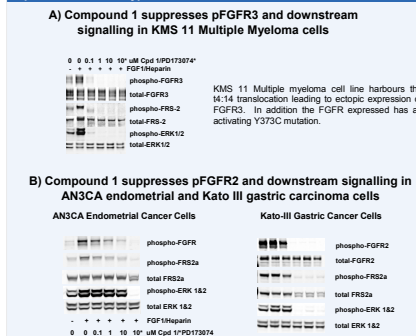 A) Compound 1 suppresses pFGFR3 and downstream
signalling in KMS 11 Multiple Myeloma cells
0 0 0.1 1 10 10* uM Cpd 1/PD173074*
- + + + + + FGF1/Heparin
phospho-FGFR3
total-FGFR3
phospho-FRS-2
total-FRS-2
phospho-ERK1/2
total-ERK1/2
KMS 11 Multiple myeloma cell line harbours
t4:14 translocation leading to ectopic expression
FGFR3. In addition the FGFR expressed has
activating Y373C mutation.
B) Compound 1 suppresses pFGFR2 and downstream signalling in
AN3CA endometrial and Kato III gastric carcinoma cells
AN3CA Endometrial Cancer Cells
phospho-FGFR
phospho-FRS2a
total FRS2a
phospho-ERK 1&2
total ERK 1&2
- + + + + + FGF1/Heparin
0 0 0.1 1 10 10* uM Cpd 1/*PD173074
Kato-III Gastric Cancer Cells
phospho-FGFR2
total-FGFR2
phospho-FRS2a
total FRS2a
phospho-ERK 1&2
total ERK 1&2